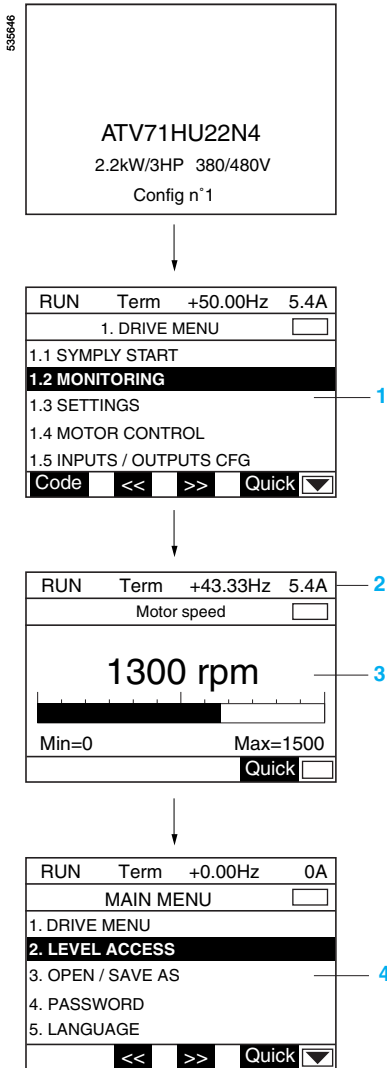 535646
ATV71HU22N4
2.2kW/3HP 380/480V
Config n°1
RUN Term +50.00Hz 5.4A
1. DRIVE MENU
1.1 SYMPLY START
1.2 MONITORING
1.3 SETTINGS
1.4 MOTOR CONTROL
1.5 INPUTS / OUTPUTS CFG
Code << >> Quick
1
RUN Term +43.33Hz 5.4A
2
Motor speed
1300 rpm
3
Min=0 Max=1500
Quick
RUN Term +0.00Hz 0A
MAIN MENU
1. DRIVE MENU
2. LEVEL ACCESS
3. OPEN / SAVE AS
4
4. PASSWORD
5. LANGUAGE
<< >> Quick